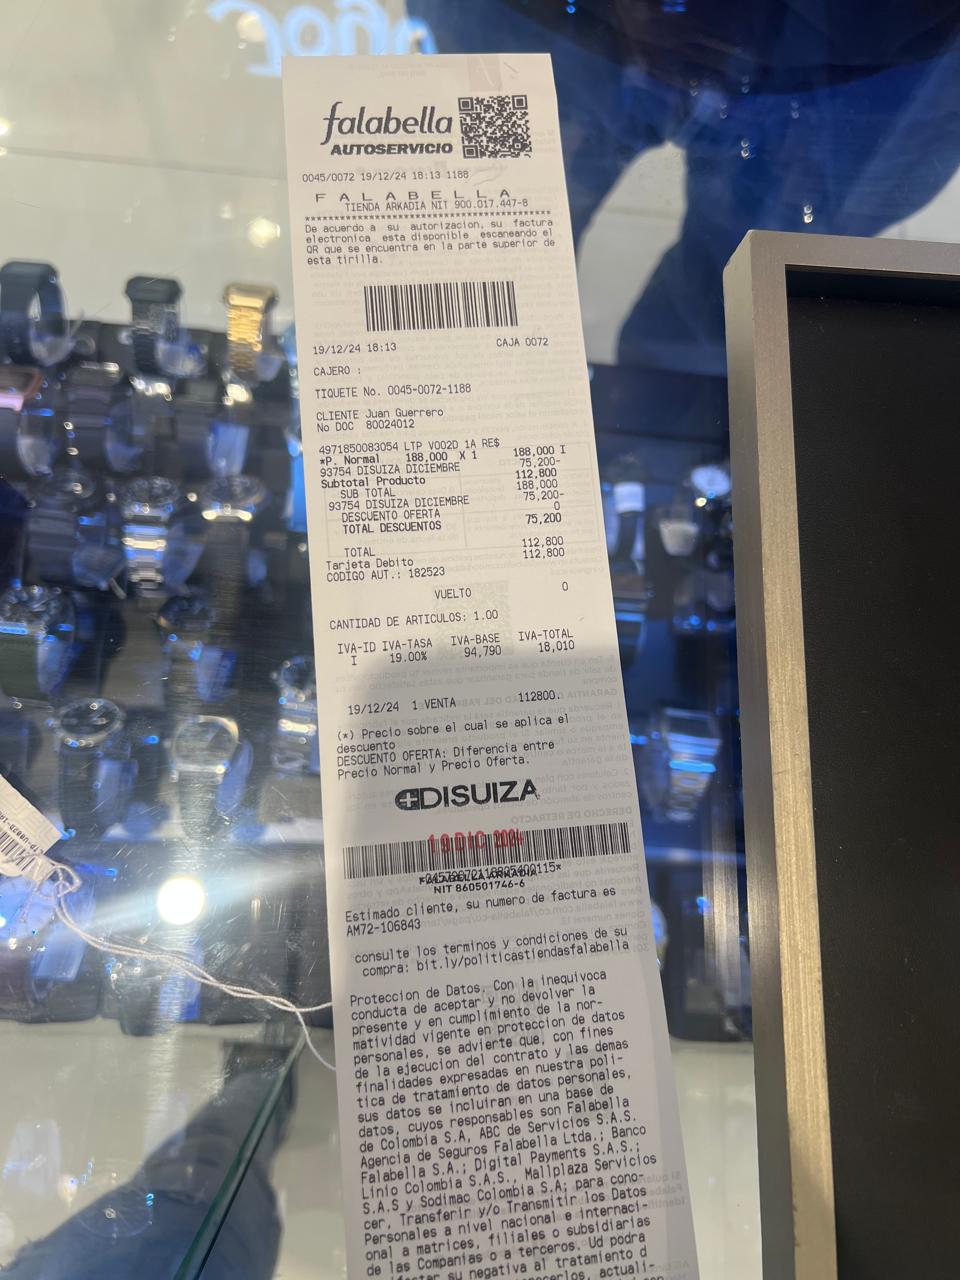 falabella
AUTOSERVICIO
0045/0072 19/12/24 18:13 1188
F A L A B E L L A
TIENDA ARKADIA NIT 900.017.447-8
****************************************
De acuerdo a su autorizacion, su factura
electronica esta disponible escaneando el
QR que se encuentra en la parte superior de
esta tirilla.
19/12/24 18:13 CAJA 0072
CAJERO :
TIQUETE No. 0045-0072-1188
CLIENTE Juan Guerrero
No DOC 80024012
4971850083054 LTP V002D 1A RE$ 188,000 I
*P. Normal 188,000 X 1
93754 DISUIZA DICIEMBRE 75,200-
Subtotal Producto 112,800
SUB TOTAL 188,000
93754 DISUIZA DICIEMBRE 75,200-
DESCUENTO OFERTA 0
TOTAL DESCUENTOS 75,200
TOTAL 112,800
Tarjeta Debito 112,800
CODIGO AUT.: 182523
VUELTO 0
CANTIDAD DE ARTICULOS: 1.00
IVA-ID IVA-TASA IVA-BASE IVA-TOTAL
I 19.00% 94,790 18,010
19/12/24 1 VENTA 112800.
(*) Precio sobre el cual se aplica el
descuento
DESCUENTO OFERTA: Diferencia entre
Precio Normal y Precio Oferta.
DISUIZA
19 DIC 2024
FALABELLA ARKADIA
NIT 860501746-6
Estimado cliente, su numero de factura es
AM72-106843
consulte los terminos y condiciones de su
compra: bit.ly/politicastiendasfalabella
Proteccion de Datos. Con la inequivoca
conducta de aceptar y no devolver la
presente y en cumplimiento de la nor-
matividad vigente en proteccion de datos
personales, se advierte que, con fines
de la ejecucion del contrato y las demas
finalidades expresadas en nuestra poli-
tica de tratamiento de datos personales,
sus datos se incluiran en una base de
datos, cuyos responsables son Falabella
de Colombia S.A, ABC de Servicios S.A.S.
Agencia de Seguros Falabella Ltda.; Banco
Falabella S.A.; Digital Payments S.A.S.;
Linio Colombia S.A.S., Mallplaza Servicios
S.A.S y Sodimac Colombia S.A; para cono-
cer, Transferir y/o Transmitir los Datos
Personales a nivel nacional e internaci-
onal a matrices, filiales o subsidiarias
de las Companias o a terceros. Ud podra
su negativa al tratamiento d